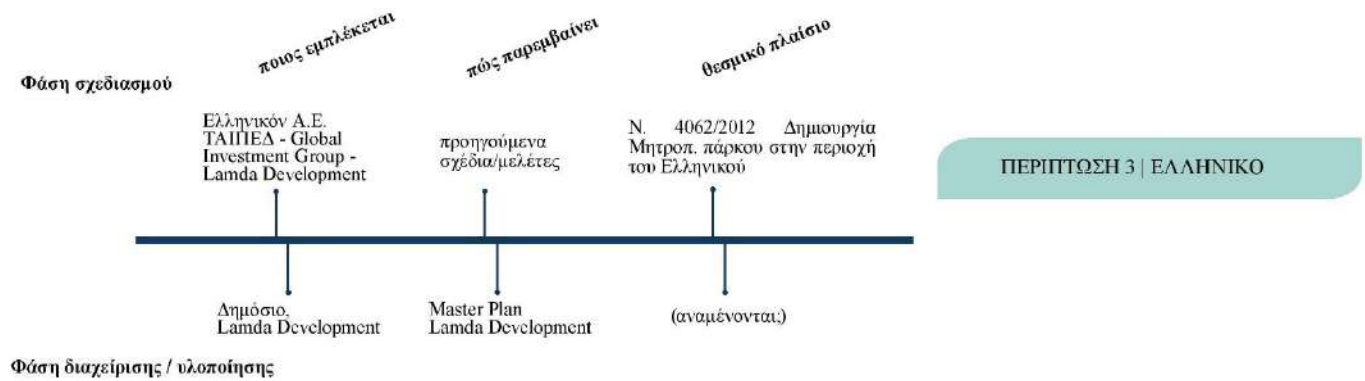 ποιος εμπλέκεται
πώς παρεμβαίνει
θεσμικό πλαίσιο
Φάση σχεδιασμού
Ελληνικόν Α.Ε.
ΤΑΙΠΕΔ - Global
Investment Group -
Lamda Development
προηγούμενα
σχέδια/μελέτες
Ν. 4062/2012 Δημιουργία
Μητροπ. πάρκου στην περιοχή
του Ελληνικού
ΠΕΡΙΠΤΩΣΗ 3 | ΕΛΛΗΝΙΚΟ
Δημόσιο,
Lamda Development
Master Plan
Lamda Development
(αναμένονται;)
Φάση διαχείρισης / υλοποίησης